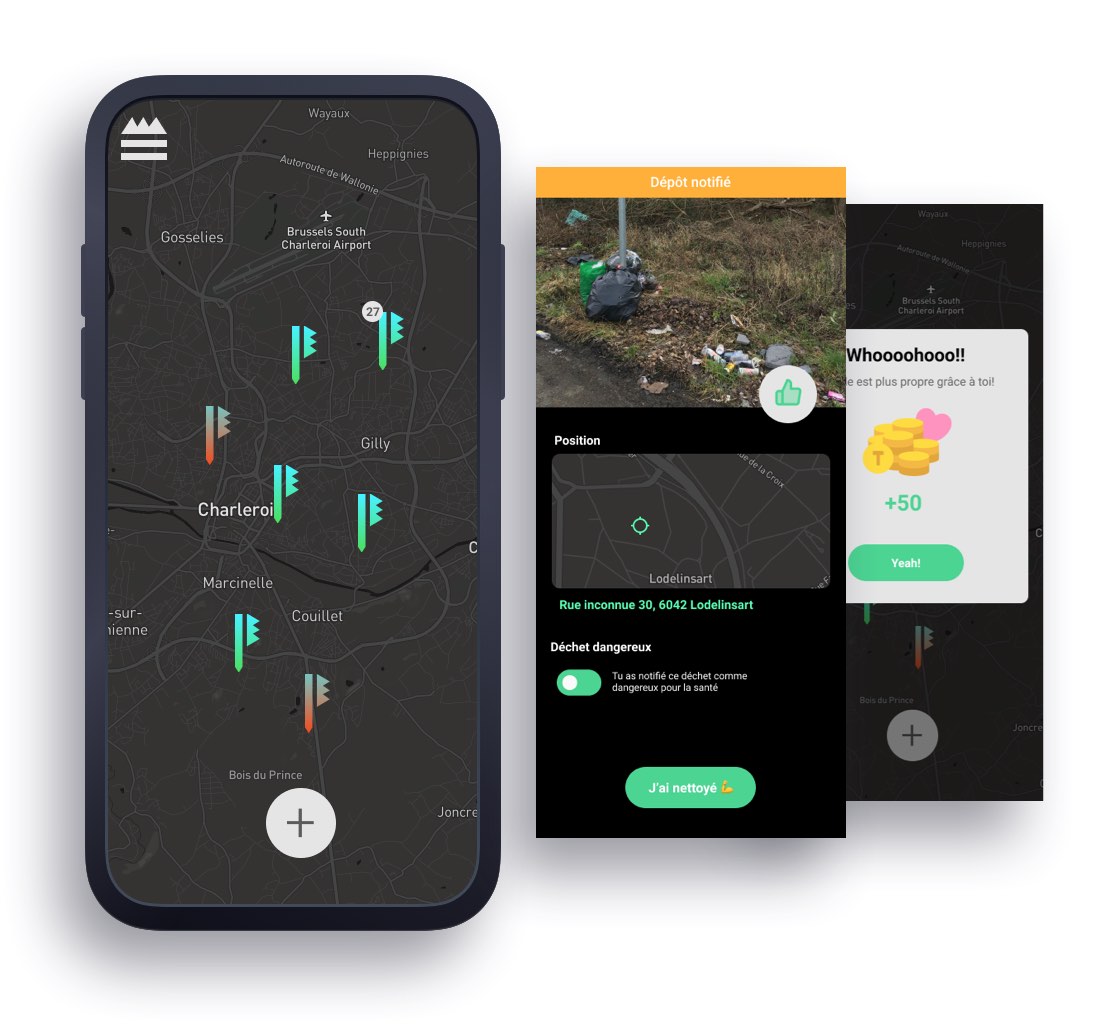 Wayaux
Heppignies
Autoroute de Wallonie
Brussels South
Charleroi Airport
Gosselies
27
Gilly
Charleroi
Marcinelle
Couillet
-sur-
Bois du Prince
Joncre
Dépôt notifié
Position
Rue de la Croix
Lodelinsart
Rue inconnue 30, 6042 Lodelinsart
Déchet dangereux
Tu as notifié ce déchet comme
dangereux pour la santé
J'ai nettoyé 💪
Wayaux
Heppignies
Autoroute de Wallonie
Brussels South
Charleroi Airport
Whoooohooo!!
est plus propre grâce à toi!
T
+50
Yeah!
Bois du Prince
Joncre